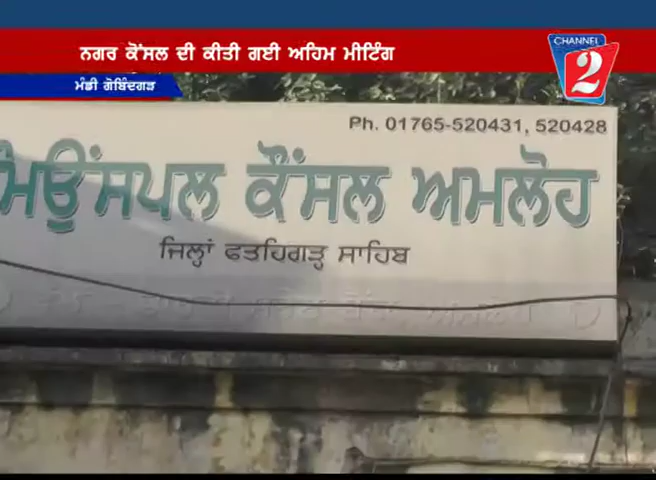 ਨਗਰ ਕੌਂਸਲ ਦੀ ਕੀਤੀ ਗਈ ਅਹਿਮ ਮੀਟਿੰਗ
ਮੰਡੀ ਗੋਬਿੰਦਗੜ
CHANNEL
2
Ph. 01765-520431, 520428
ਮਿਉਂਸਪਲ ਕੌਂਸਲ ਅਮਲੋਹ
ਜਿਲ੍ਹਾਂ ਫਤਹਿਗੜ੍ਹ ਸਾਹਿਬ